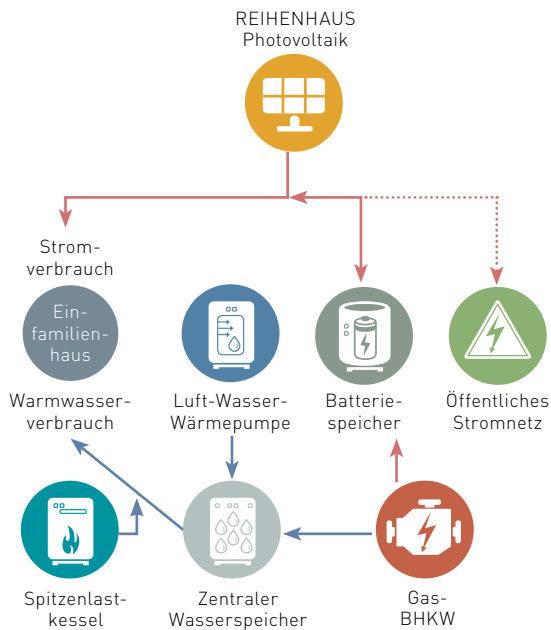 REIHENHAUS
Photovoltaik
Strom-
verbrauch
Ein-
familien-
haus
Warmwasser-
verbrauch
Luft-Wasser-
Wärmepumpe
Batterie-
speicher
Öffentliches
Stromnetz
Spitzenlast-
kessel
Zentraler
Wasserspeicher
Gas-
BHKW